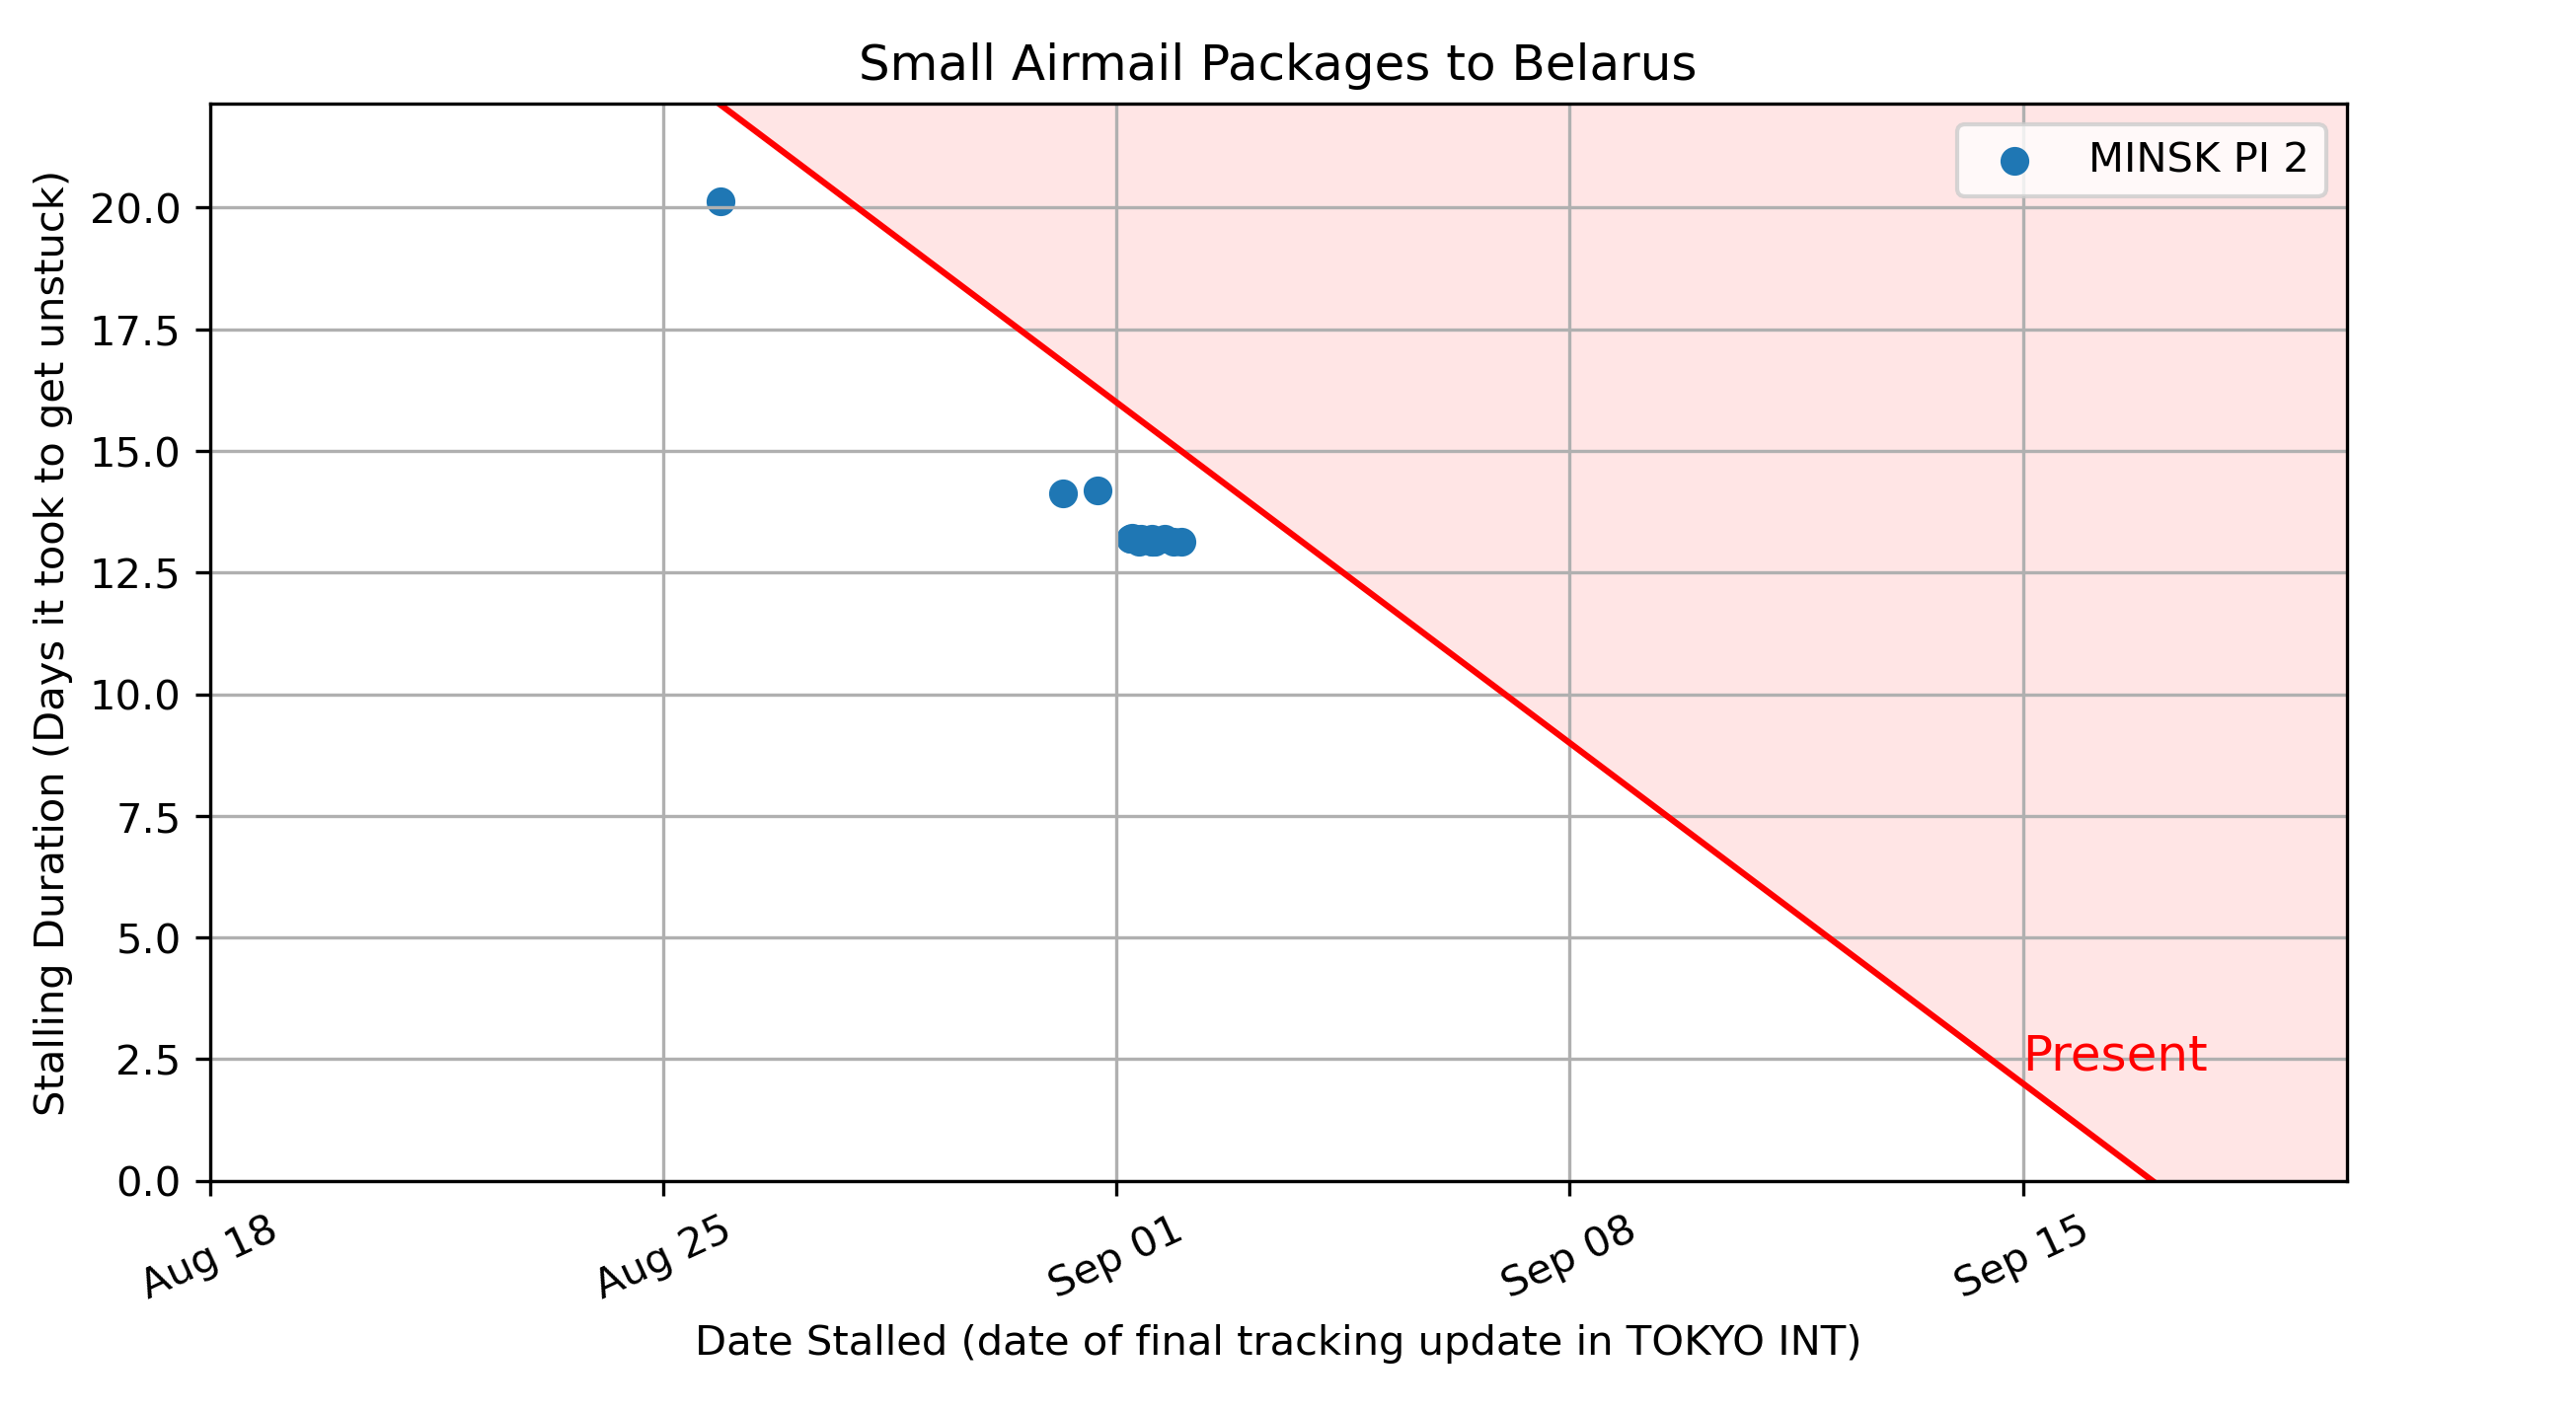 Small Airmail Packages to Belarus
MINSK PI 2
Stalling Duration (Days it took to get unstuck)
20.0
17.5
15.0
12.5
10.0
7.5
5.0
2.5
0.0
Present
Aug 18
Aug 25
Sep 01
Sep 08
Sep 15
Date Stalled (date of final tracking update in TOKYO INT)